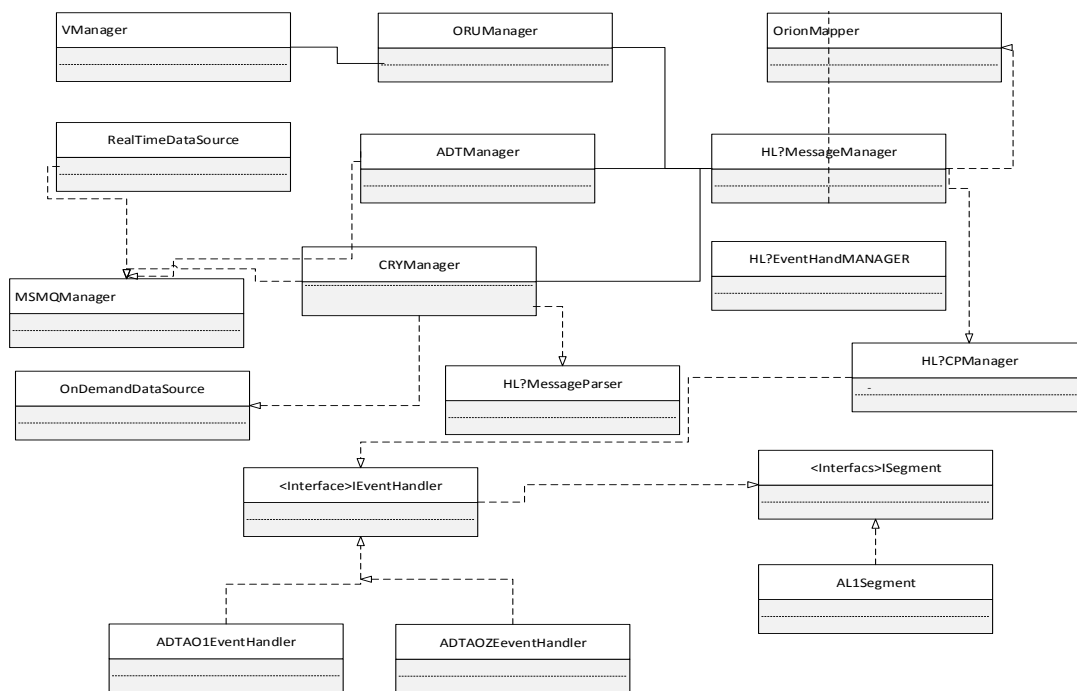 VManager
ORUManager
OrionMapper
RealTimeDataSource
ADTManager
HL?MessageManager
CRYManager
HL?EventHandMANAGER
MSMQManager
HL?CPManager
OnDemandDataSource
HL?MessageParser
<Interface>IEventHandler
<Interfacs>ISegment
AL1Segment
ADTAO1EventHandler
ADTAOZEeventHandler